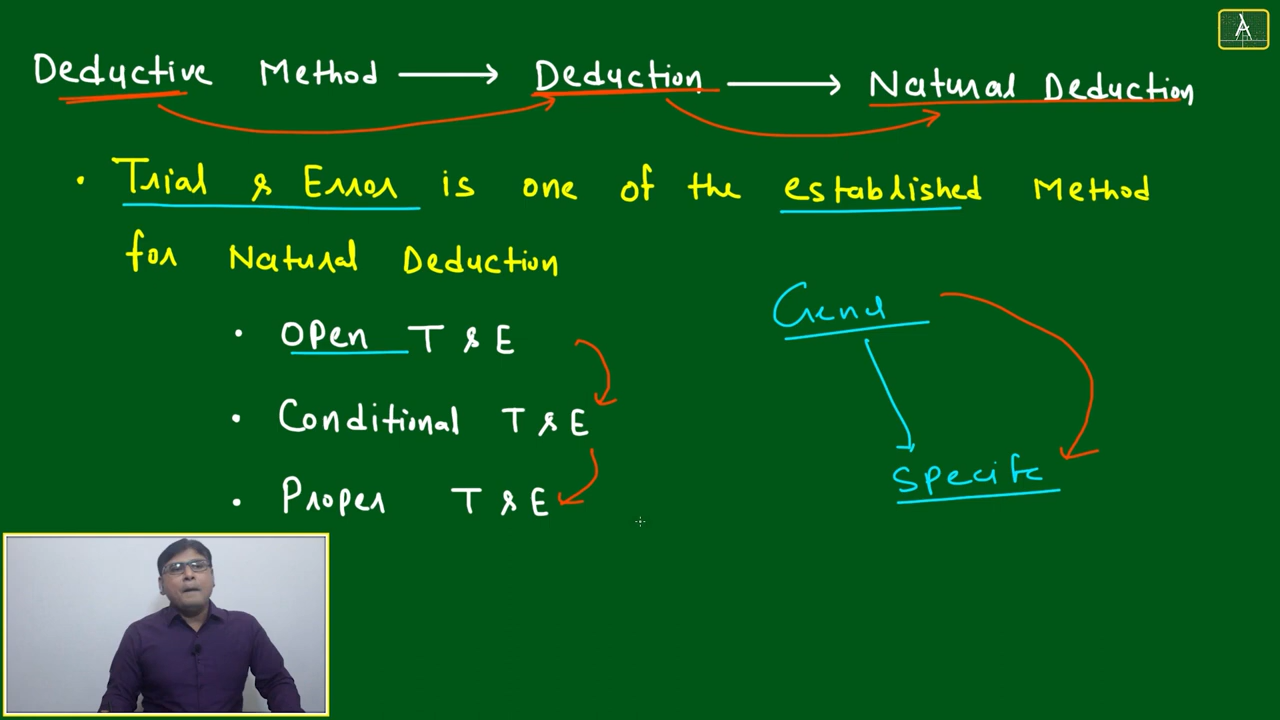 Deductive Method → Deduction → Natural Deduction
• Trial & Error is one of the established Method
for Natural Deduction
• Open T & E
• Conditional T & E
• Proper T & E
Genl
Specific